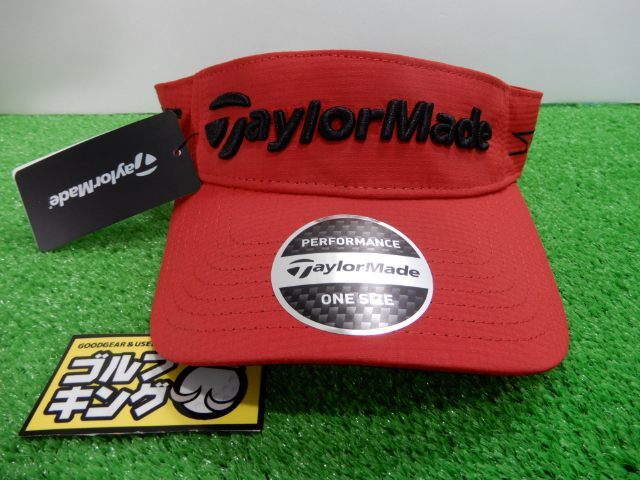 TaylorMade
TaylorMade
PERFORMANCE
TaylorMade
ONE SIZE
GOODGEAR & USED
ゴルフ
キング